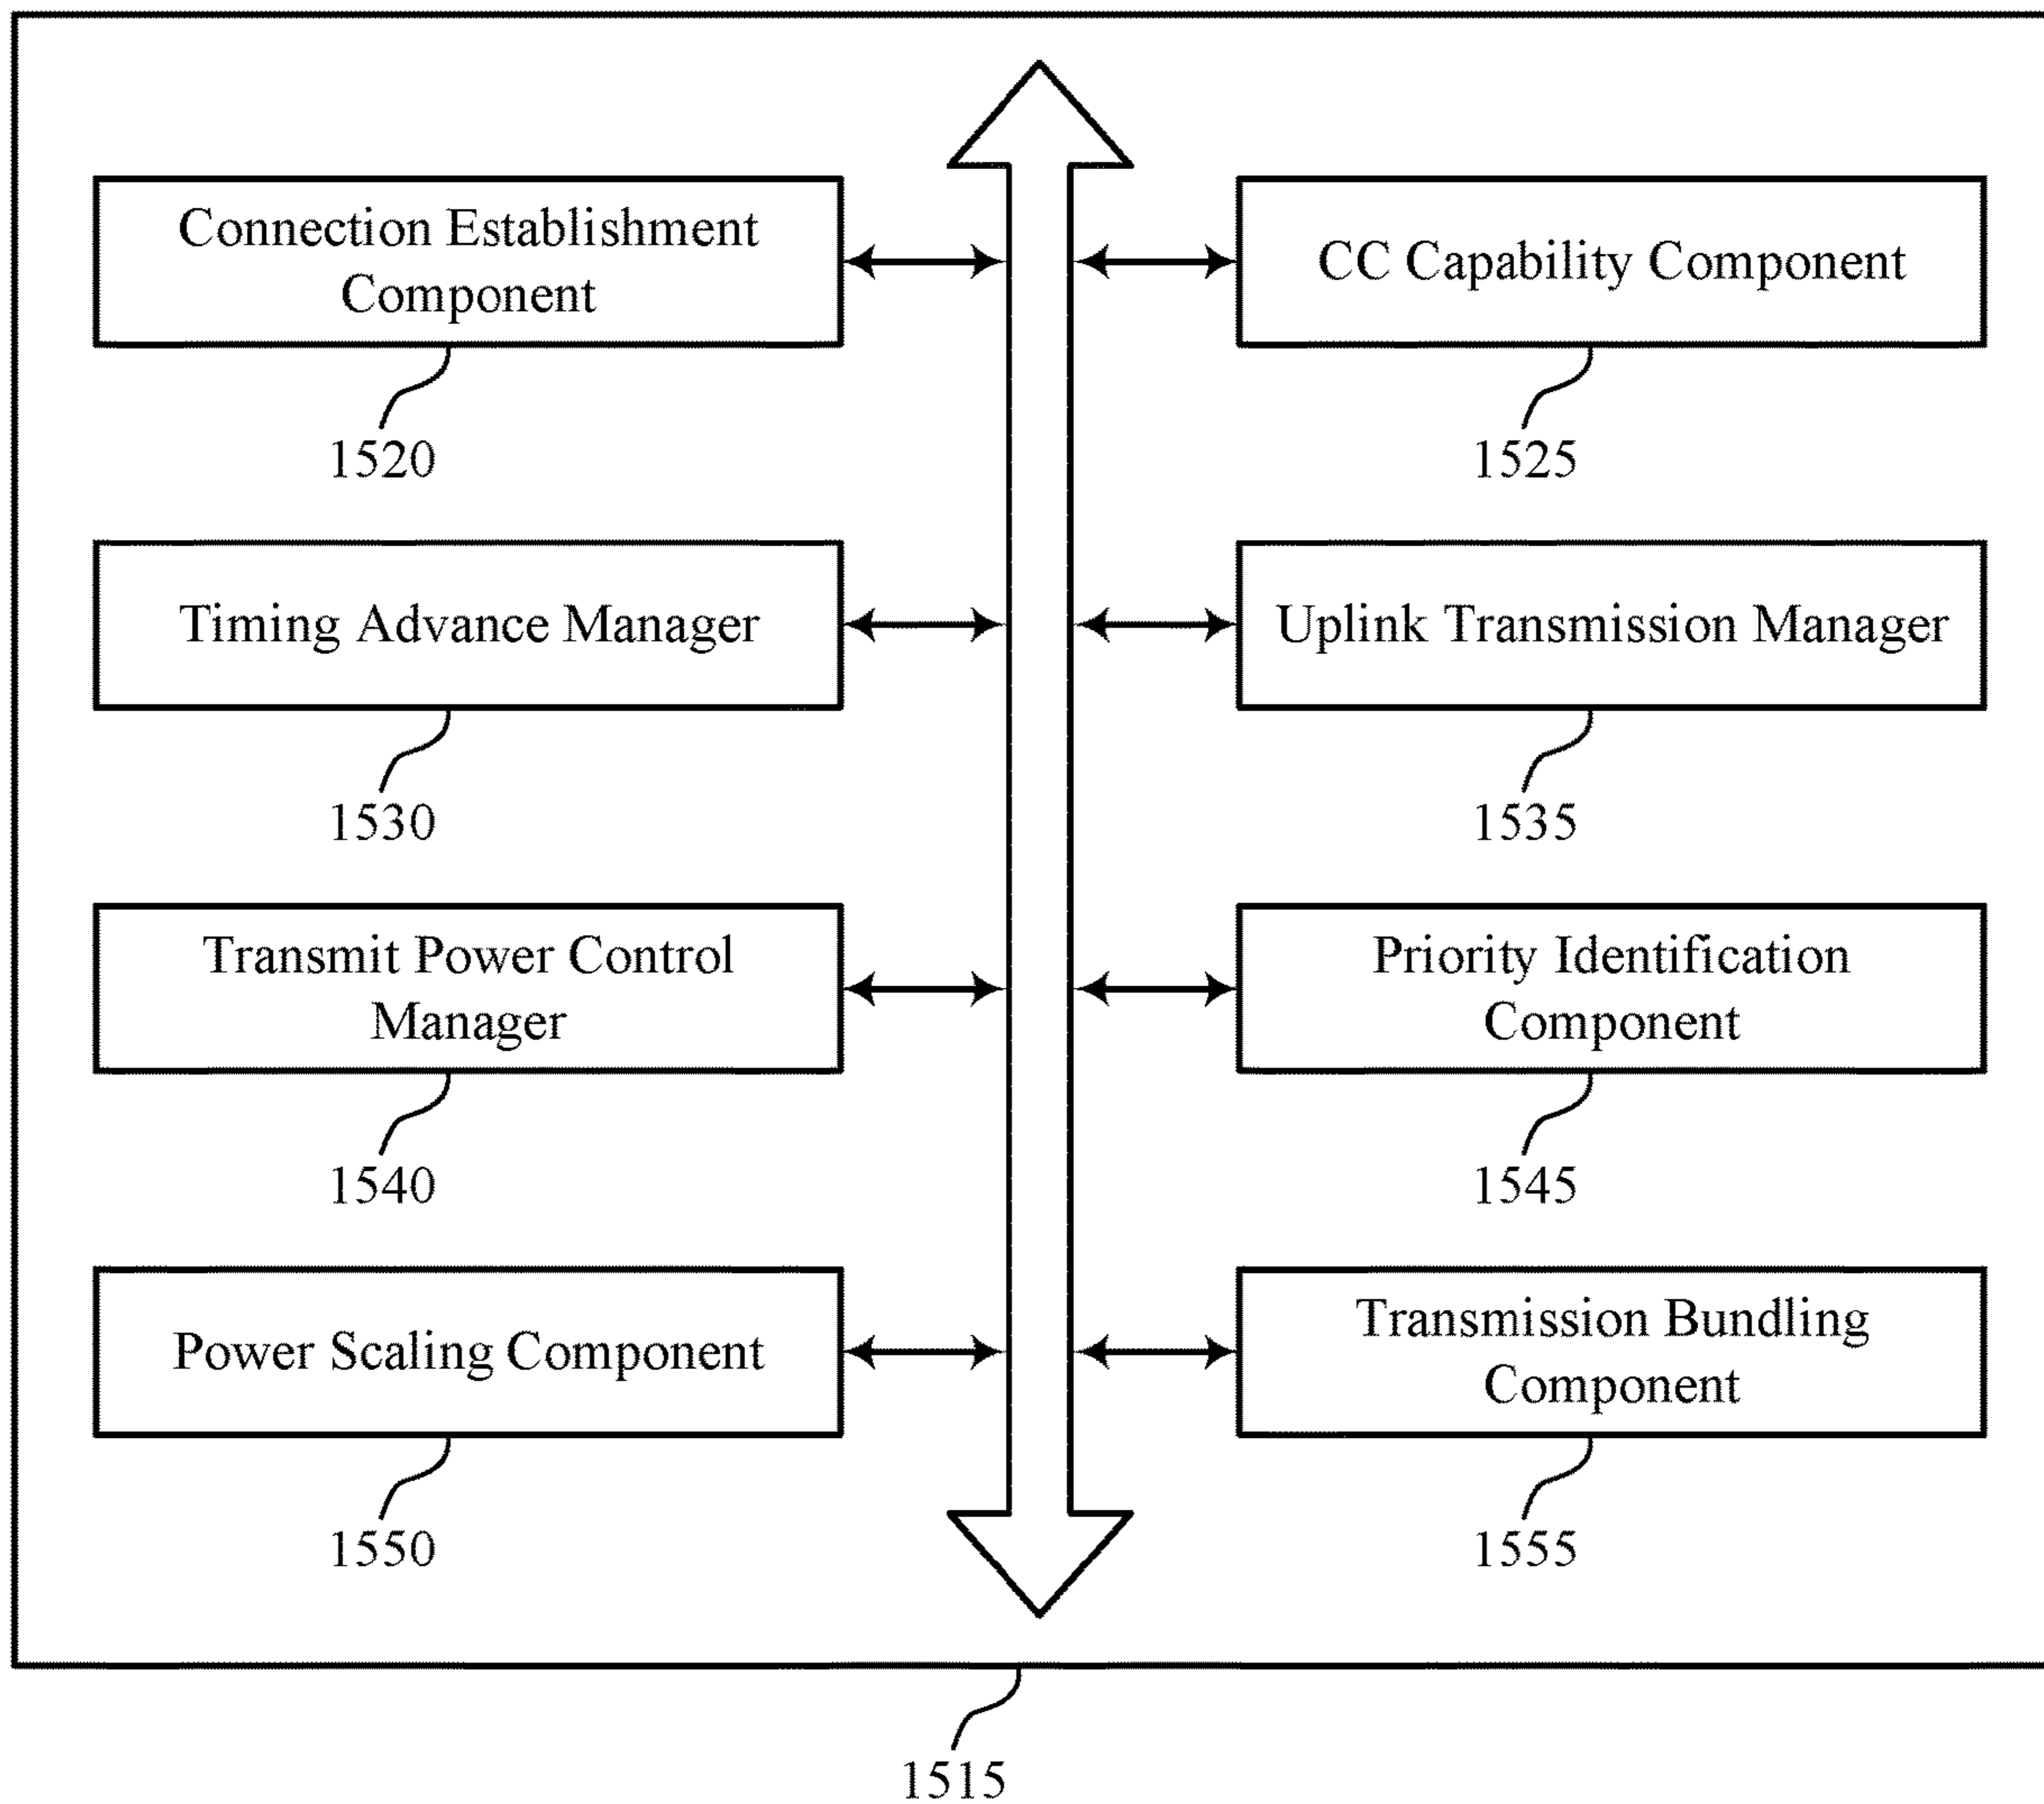 Connection Establishment
Component
1520
CC Capability Component
1525
Timing Advance Manager
1530
Uplink Transmission Manager
1535
Transmit Power Control
Manager
1540
Priority Identification
Component
1545
Power Scaling Component
1550
Transmission Bundling
Component
1555
1515